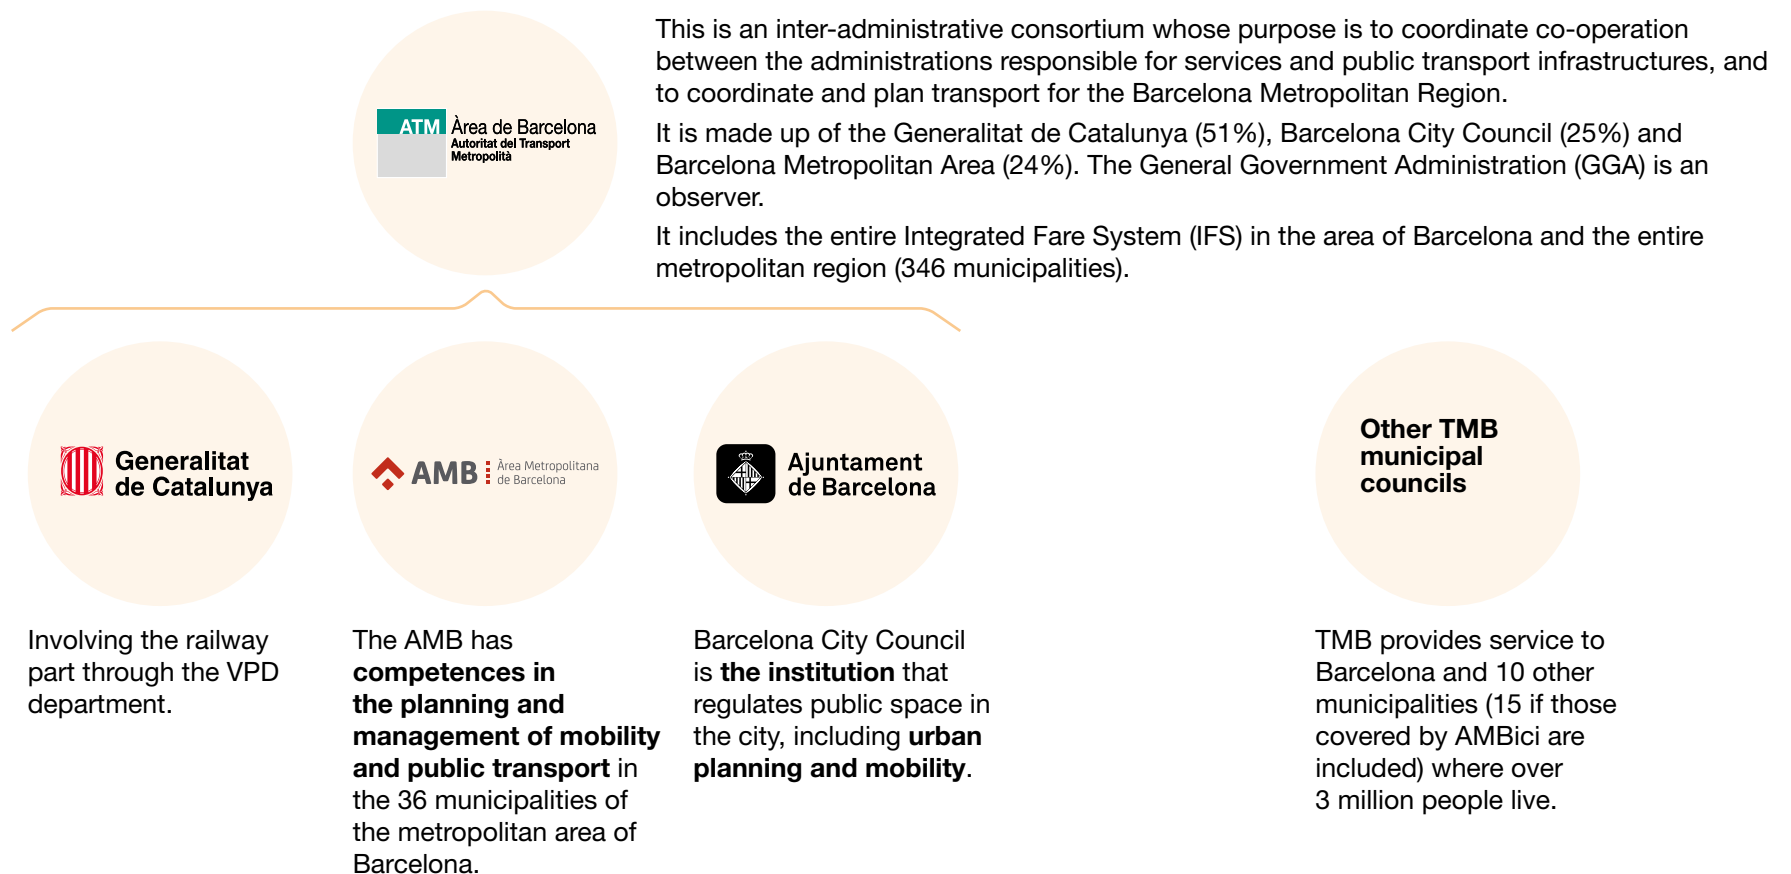 This is an inter-administrative consortium whose purpose is to coordinate co-operation
between the administrations responsible for services and public transport infrastructures, and
to coordinate and plan transport for the Barcelona Metropolitan Region.
It is made up of the Generalitat de Catalunya (51%), Barcelona City Council (25%) and
Barcelona Metropolitan Area (24%). The General Government Administration (GGA) is an
observer.
It includes the entire Integrated Fare System (IFS) in the area of Barcelona and the entire
metropolitan region (346 municipalities).
ATM
Àrea de Barcelona
Autoritat del Transport
Metropolità
Generalitat
de Catalunya
Involving the railway
part through the VPD
department.
AMB
Àrea Metropolitana
de Barcelona
The AMB has
competences in
the planning and
management of mobility
and public transport in
the 36 municipalities of
the metropolitan area of
Barcelona.
Ajuntament
de Barcelona
Barcelona City Council
is the institution that
regulates public space in
the city, including urban
planning and mobility.
Other TMB
municipal
councils
TMB provides service to
Barcelona and 10 other
municipalities (15 if those
covered by AMBici are
included) where over
3 million people live.